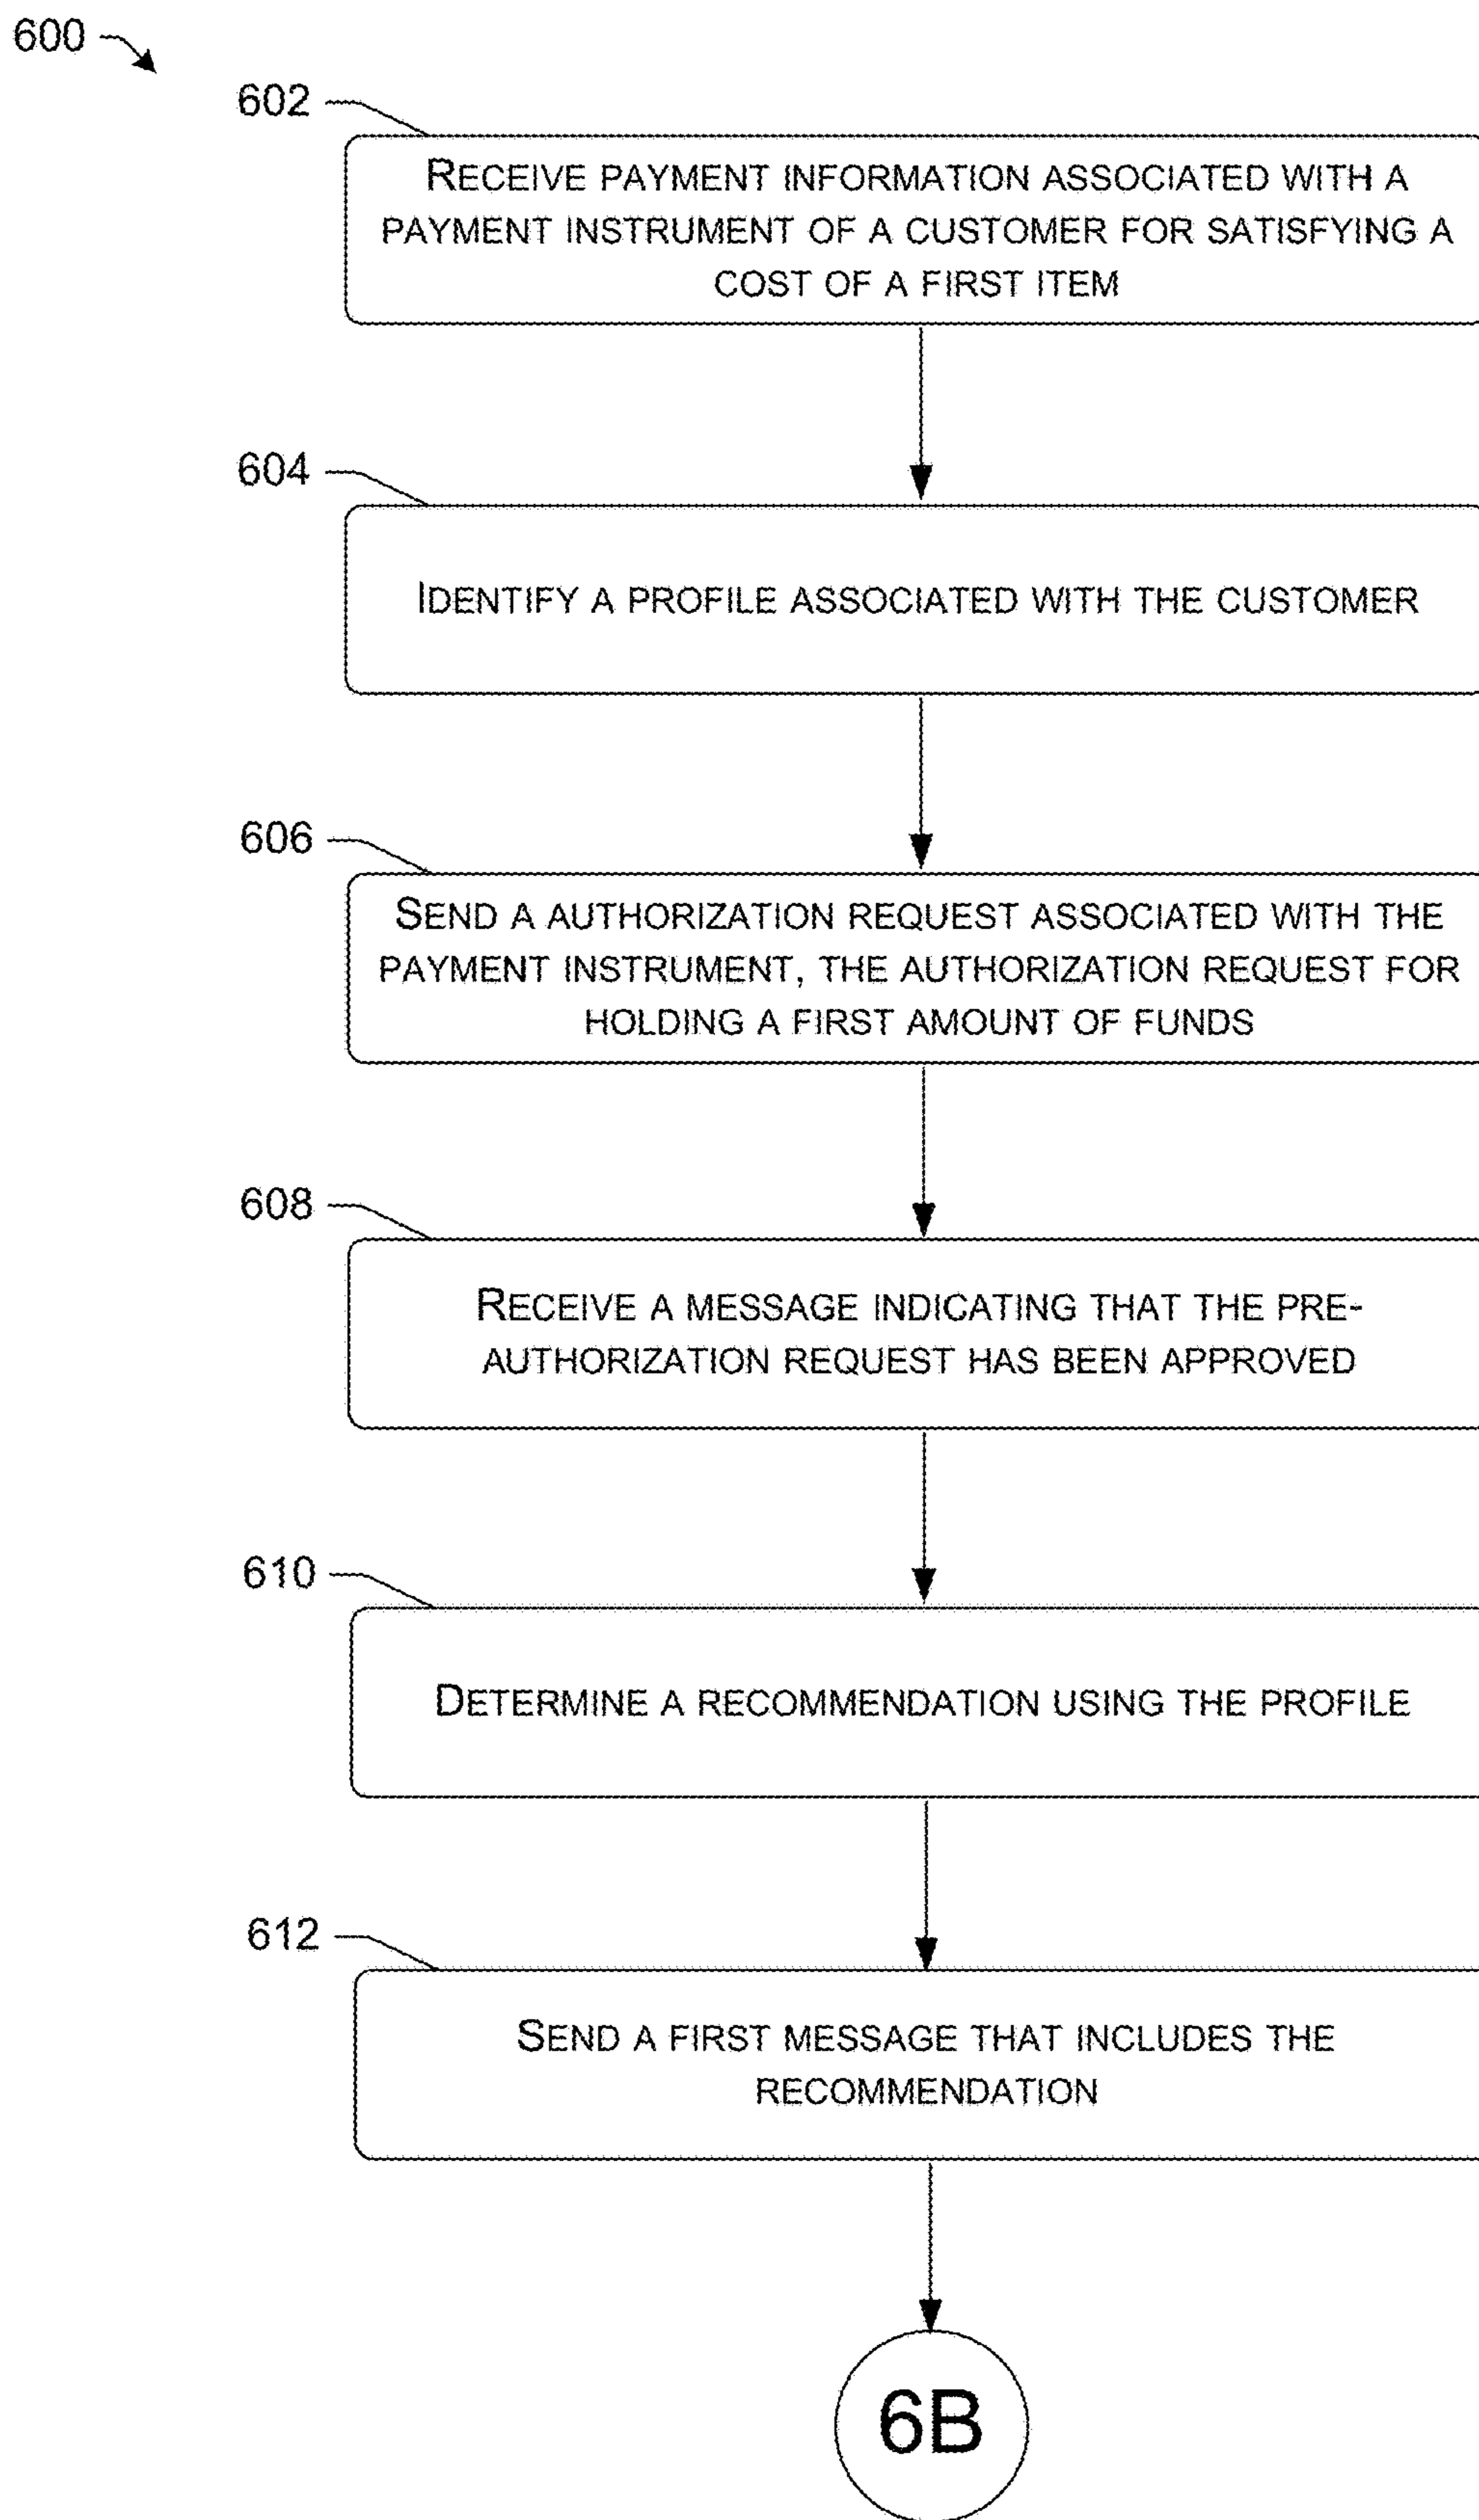 600
602
RECEIVE PAYMENT INFORMATION ASSOCIATED WITH A
PAYMENT INSTRUMENT OF A CUSTOMER FOR SATISFYING A
COST OF A FIRST ITEM
604
IDENTIFY A PROFILE ASSOCIATED WITH THE CUSTOMER
606
SEND A AUTHORIZATION REQUEST ASSOCIATED WITH THE
PAYMENT INSTRUMENT, THE AUTHORIZATION REQUEST FOR
HOLDING A FIRST AMOUNT OF FUNDS
608
RECEIVE A MESSAGE INDICATING THAT THE PRE-
AUTHORIZATION REQUEST HAS BEEN APPROVED
610
DETERMINE A RECOMMENDATION USING THE PROFILE
612
SEND A FIRST MESSAGE THAT INCLUDES THE
RECOMMENDATION
6B